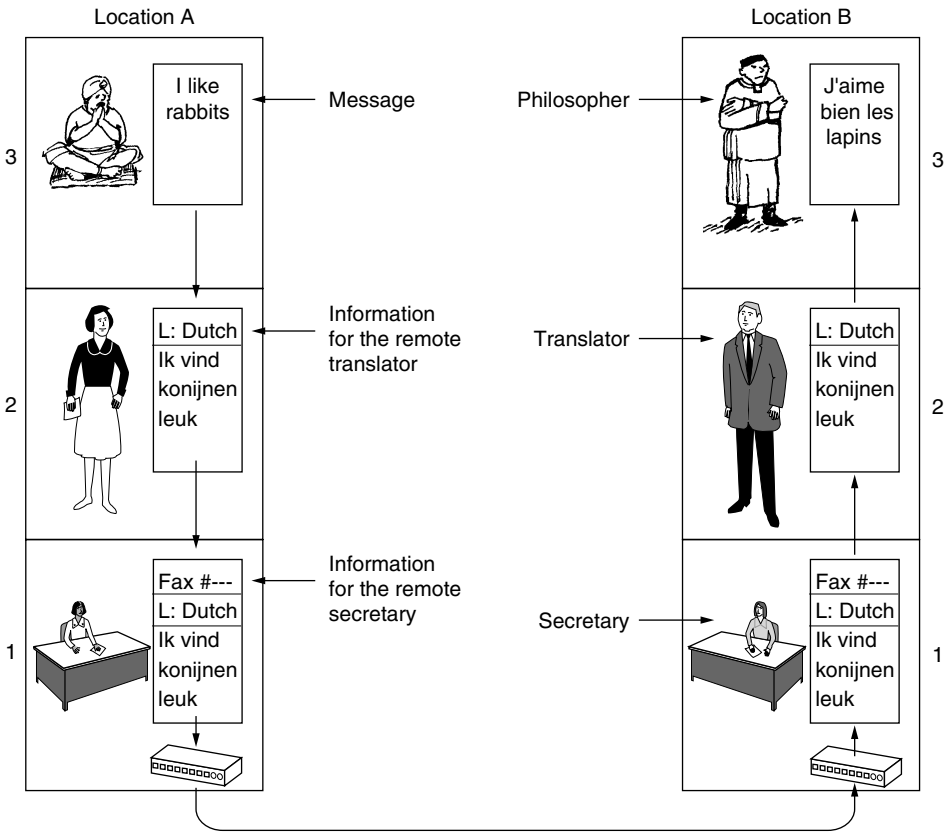 Location A
Location B
I like
rabbits
Message
Philosopher
J'aime
bien les
lapins
3
3
L: Dutch
Ik vind
konijnen
leuk
Information
for the remote
translator
Translator
L: Dutch
Ik vind
konijnen
leuk
2
2
Fax #---
L: Dutch
Ik vind
konijnen
leuk
Information
for the remote
secretary
Secretary
Fax #---
L: Dutch
Ik vind
konijnen
leuk
1
1